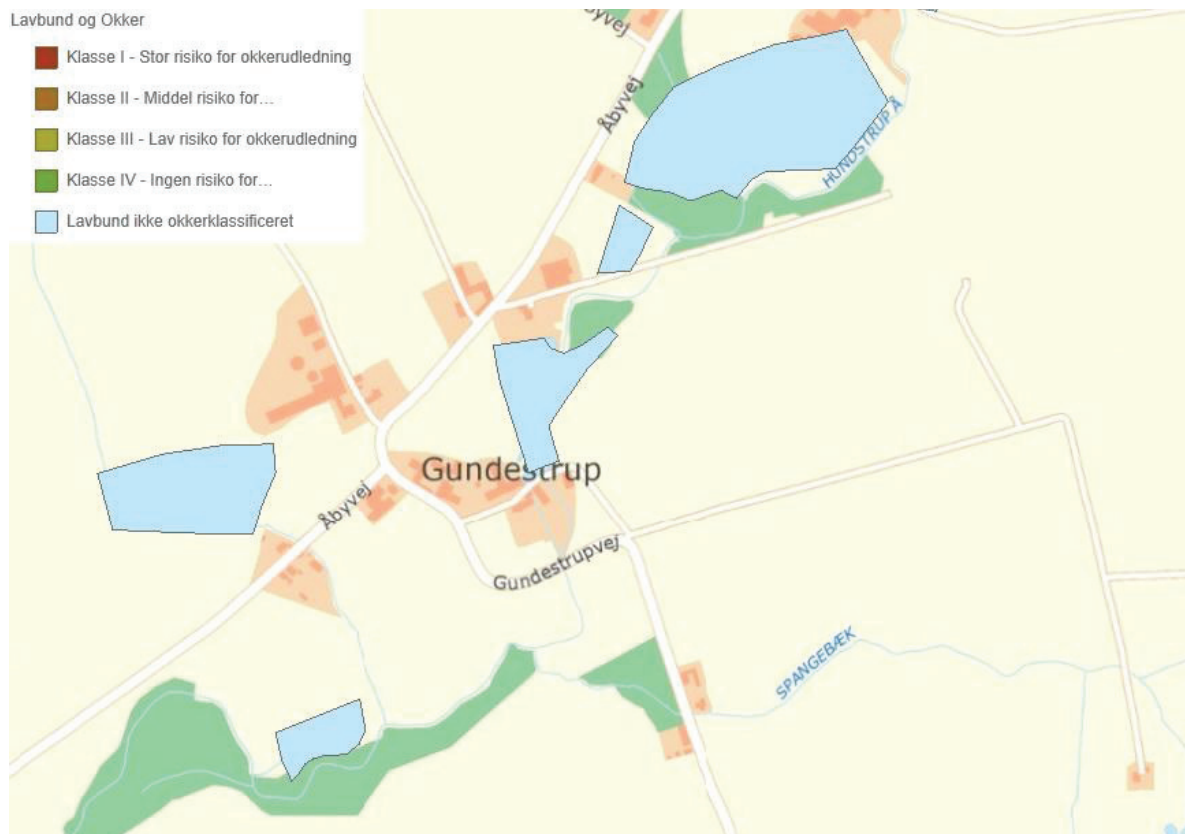 Lavbund og Okker
Klasse I - Stor risiko for okkerudledning
Klasse II - Middel risiko for...
Klasse III - Lav risiko for okkerudledning
Klasse IV - Ingen risiko for...
Lavbund ikke okkerklassificeret
Åbyvej
HUNDSTRUP Å
Gundestrup
Åbyvej
Gundestrupvej
SPANGEBÆK